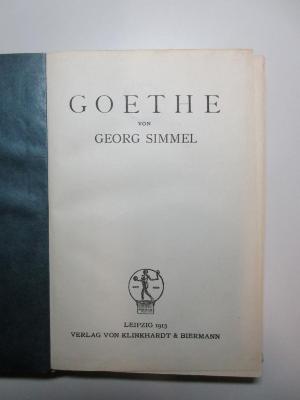 GOETHE
VON
GEORG SIMMEL
LEIPZIG 1913
VERLAG VON KLINKHARDT & BIERMANN